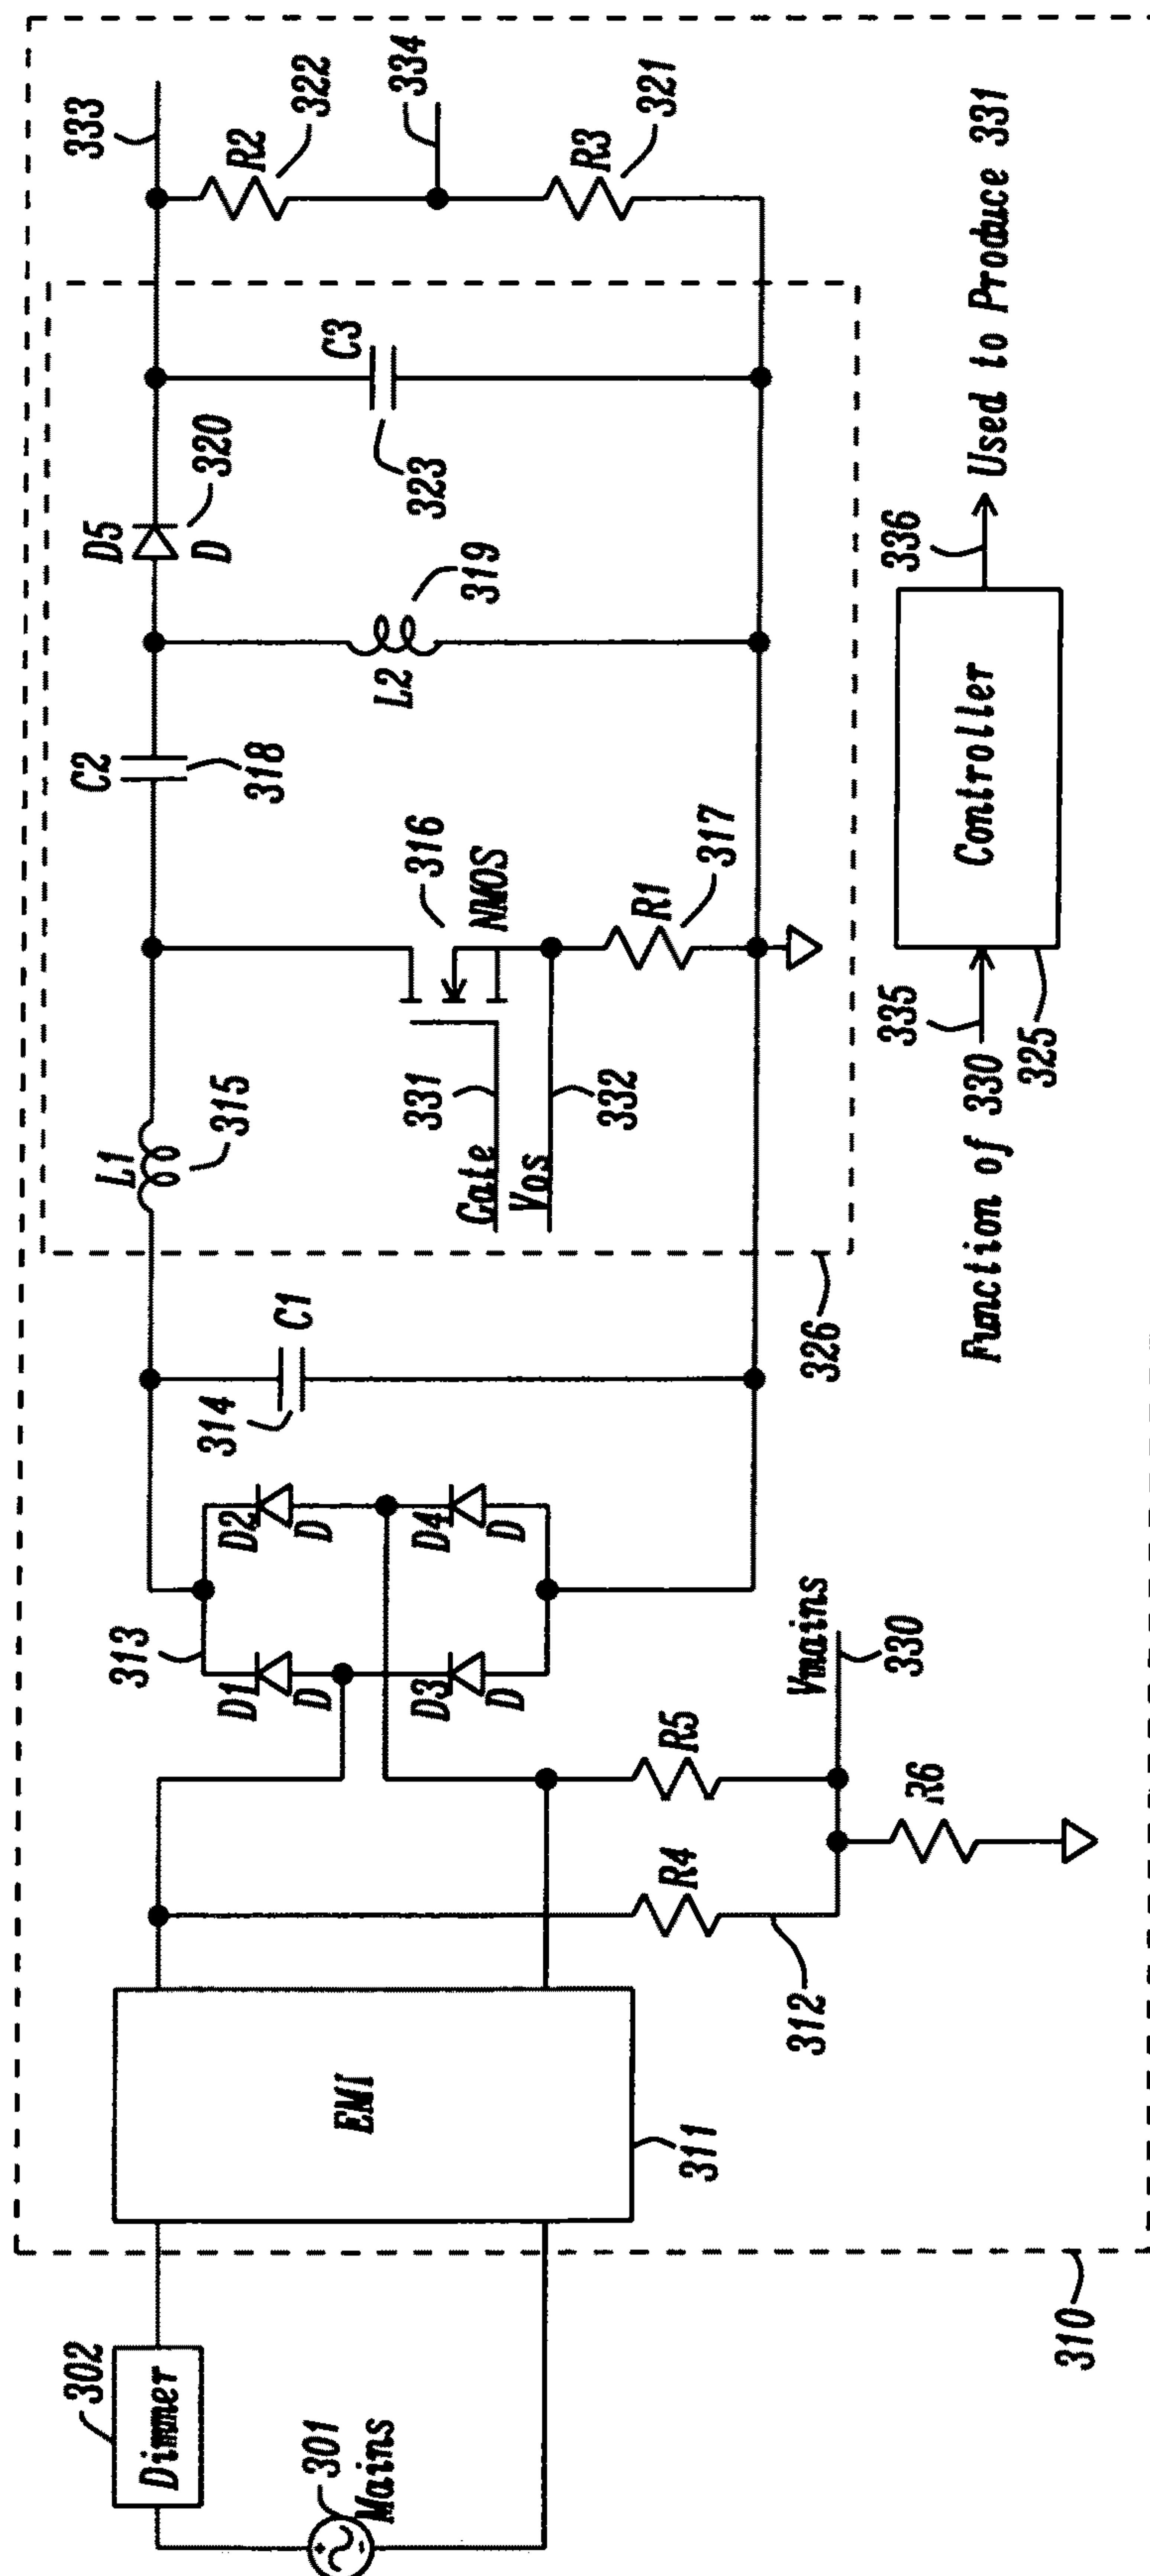 302
Dimmer
301
Mains
310
EMI
311
312
R4
R5
R6
Vmains
330
313
D1
D
D2
D
D3
D
D4
D
314
C1
326
L1
315
Gate
331
Vos
332
316
NMOS
R1
317
C2
318
L2
319
D5
D
320
C3
323
333
R2
322
334
R3
321
Function of 330
335
325
Controller
336
Used to Produce 331